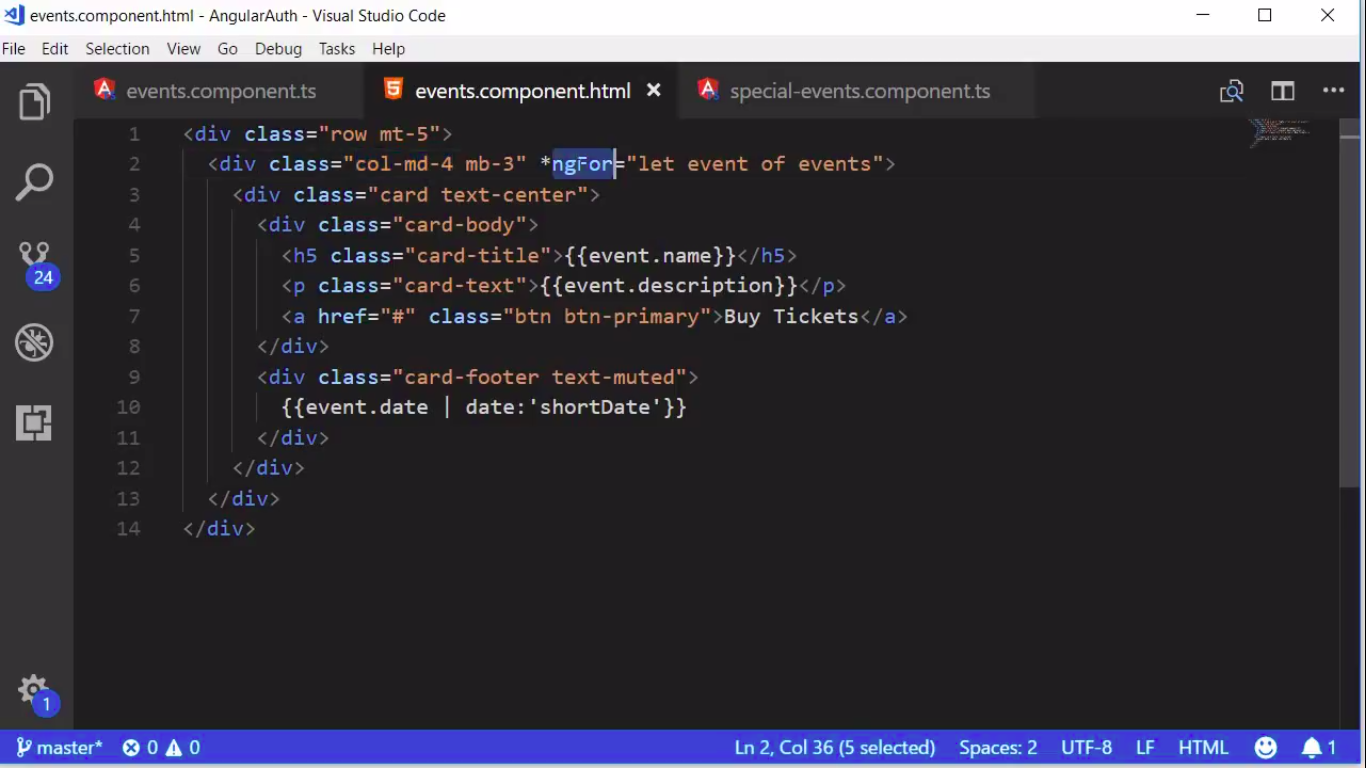 events.component.html - AngularAuth - Visual Studio Code
File Edit Selection View Go Debug Tasks Help
events.component.ts events.component.html special-events.component.ts
1 <div class="row mt-5">
2 <div class="col-md-4 mb-3" *ngFor="let event of events">
3 <div class="card text-center">
4 <div class="card-body">
5 <h5 class="card-title">{{event.name}}</h5>
6 <p class="card-text">{{event.description}}</p>
7 <a href="#" class="btn btn-primary">Buy Tickets</a>
8 </div>
9 <div class="card-footer text-muted">
10 {{event.date | date:'shortDate'}}
11 </div>
12 </div>
13 </div>
14 </div>
24
1
master* 0 0 Ln 2, Col 36 (5 selected) Spaces: 2 UTF-8 LF HTML 1